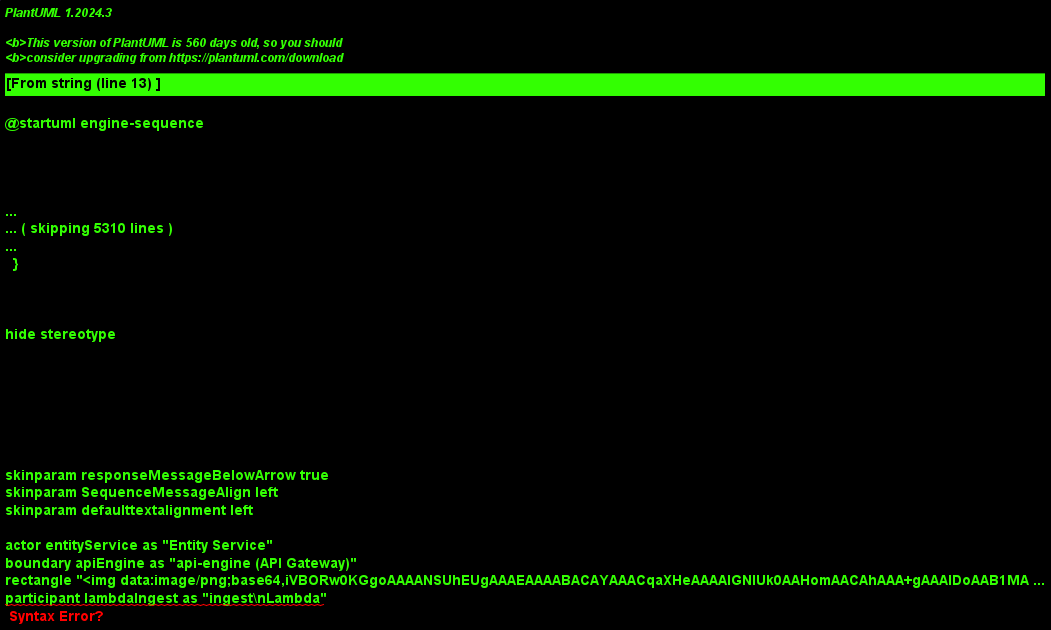 PlantUML 1.2024.3
<b>This version of PlantUML is 560 days old, so you should
<b>consider upgrading from https://plantuml.com/download
[From string (line 13) ]
@startuml engine-sequence
...
... ( skipping 5310 lines )
...
}
hide stereotype
skinparam responseMessageBelowArrow true
skinparam SequenceMessageAlign left
skinparam defaulttextalignment left
actor entityService as "Entity Service"
boundary apiEngine as "api-engine (API Gateway)"
rectangle "<img data:image/png;base64,iVBORw0KGgoAAAANSUhEUgAAAEAAAABACAYAAACqaXHeAAAAIGNIUk0AAHomAACAhAAA+gAAAIDoAAB1MA ...
participant lambdaIngest as "ingest\nLambda"
Syntax Error?